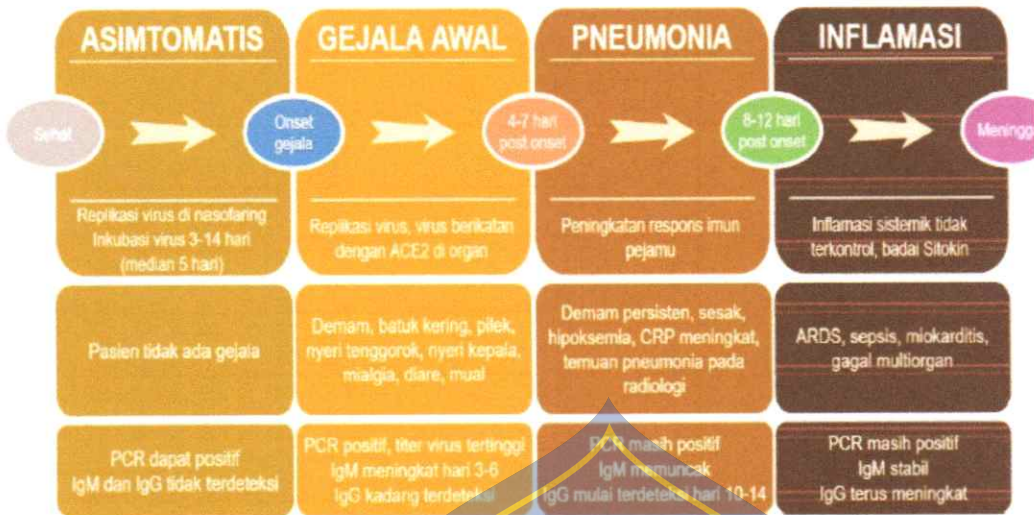 ASIMTOMATIS
GEJALA AWAL
PNEUMONIA
INFLAMASI
Sehat
Onset
gejala
4-7 hari
post onset
8-12 hari
post onset
Meningg
Replikasi virus di nasofaring
Inkubasi virus 3-14 hari
(median 5 hari)
Replikasi virus, virus berikatan
dengan ACE2 di organ
Peningkatan respons imun
pejamu
Inflamasi sistemik tidak
terkontrol, badai Sitokin
Pasien tidak ada gejala
Demam, batuk kering, pilek,
nyeri tenggorok, nyeri kepala,
mialgia, diare, mual
Demam persisten, sesak,
hipoksemia, CRP meningkat,
temuan pneumonia pada
radiologi
ARDS, sepsis, miokarditis,
gagal multiorgan
PCR dapat positif
IgM dan IgG tidak terdeteksi
PCR positif, titer virus tertinggi
IgM meningkat hari 3-6
IgG kadang terdeteksi
PCR masih positif
IgM memuncak
IgG mulai terdeteksi hari 10-14
PCR masih positif
IgM stabil
IgG terus meningkat